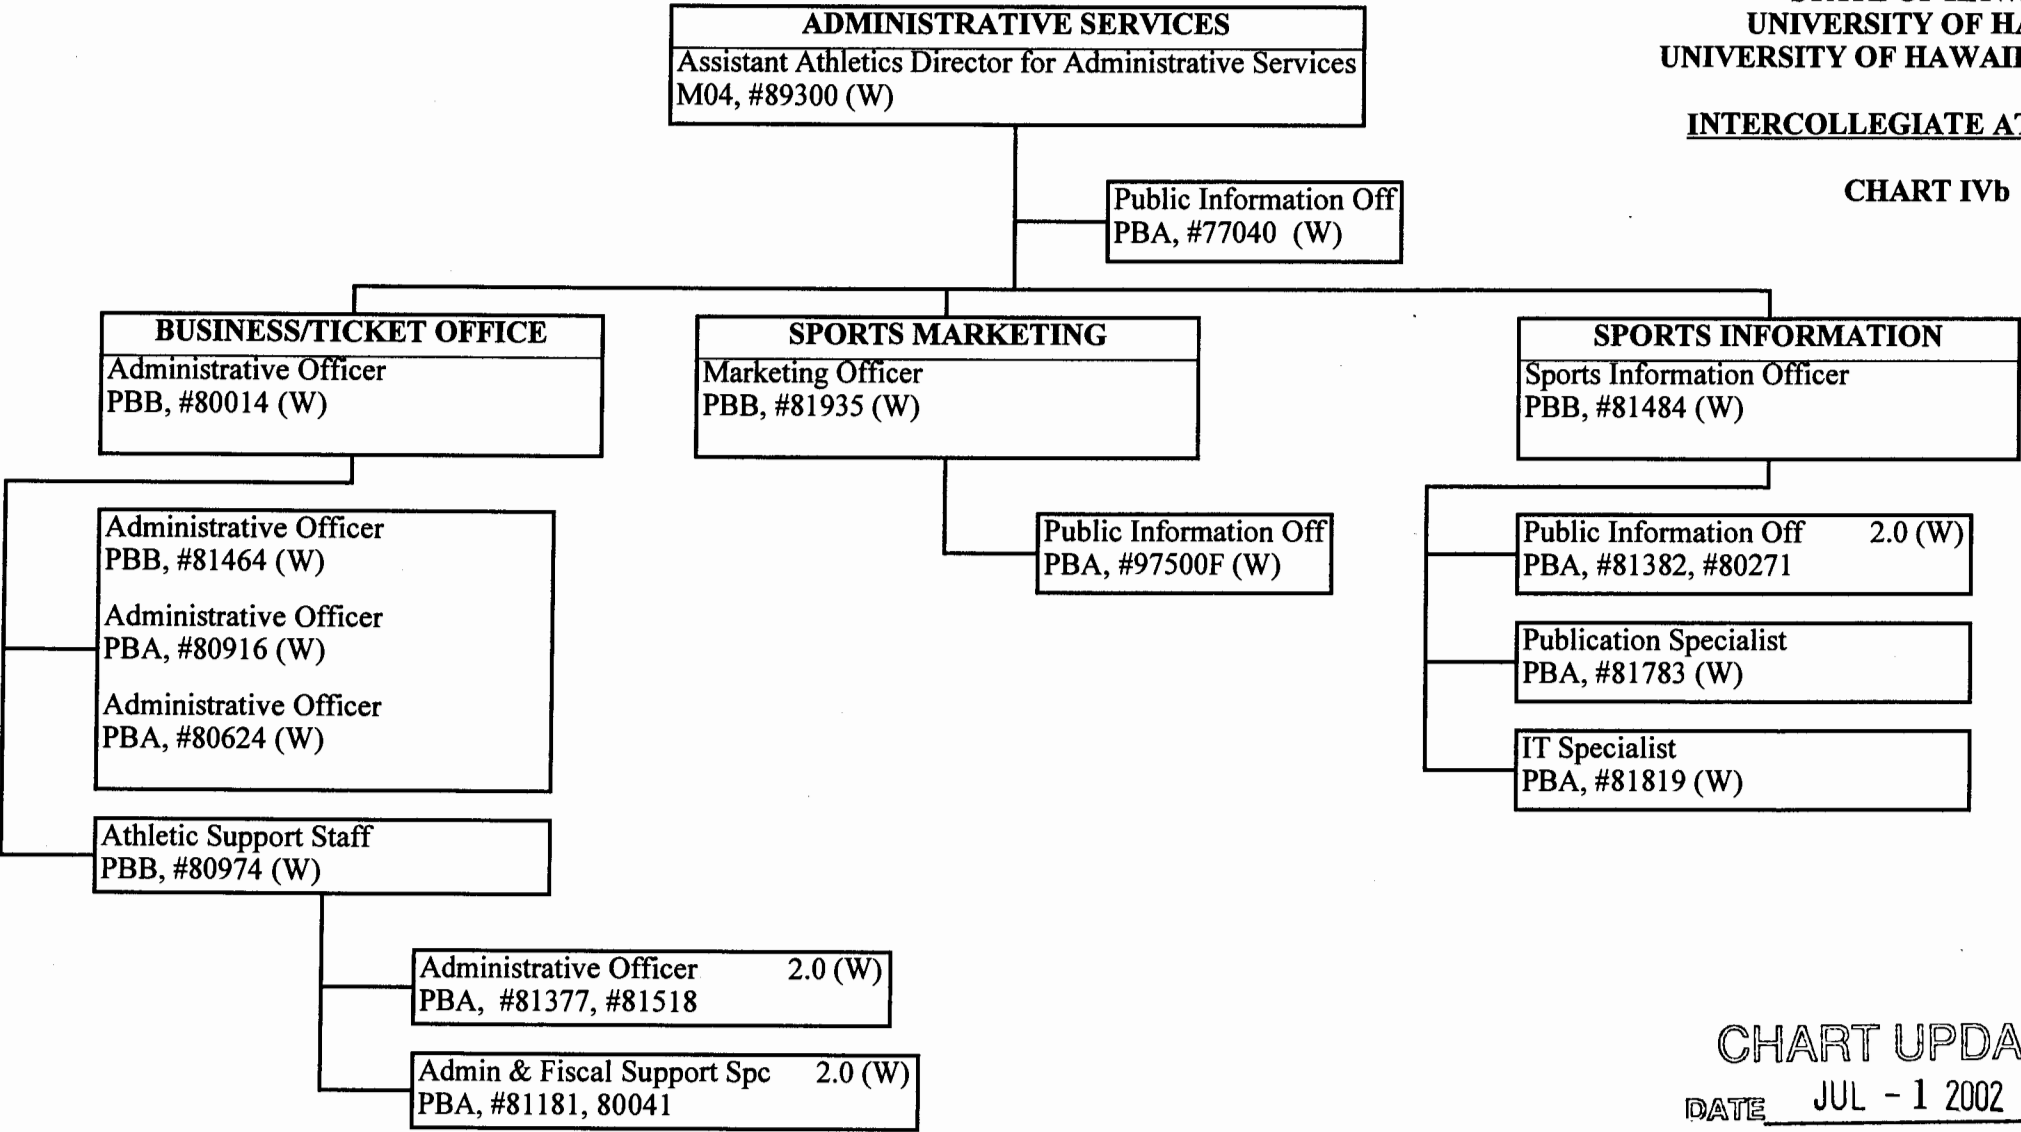 ADMINISTRATIVE SERVICES
Assistant Athletics Director for Administrative Services
M04, #89300 (W)
UNIVERSITY OF
UNIVERSITY OF
INTERCOLLEGIATE
CHART IVb
Public Information Off
PBA, #77040 (W)
BUSINESS/TICKET OFFICE
Administrative Officer
PBB, #80014 (W)
SPORTS MARKETING
Marketing Officer
PBB, #81935 (W)
SPORTS INFORMATION
Sports Information Officer
PBB, #81484 (W)
Administrative Officer
PBB, #81464 (W)
Administrative Officer
PBA, #80916 (W)
Administrative Officer
PBA, #80624 (W)
Athletic Support Staff
PBB, #80974 (W)
Administrative Officer 2.0 (W)
PBA, #81377, #81518
Admin & Fiscal Support Spc 2.0 (W)
PBA, #81181, 80041
Public Information Off
PBA, #97500F (W)
Public Information Off 2.0 (W)
PBA, #81382, #80271
Publication Specialist
PBA, #81783 (W)
IT Specialist
PBA, #81819 (W)
CHART UPDA
DATE JUL - 1 2002